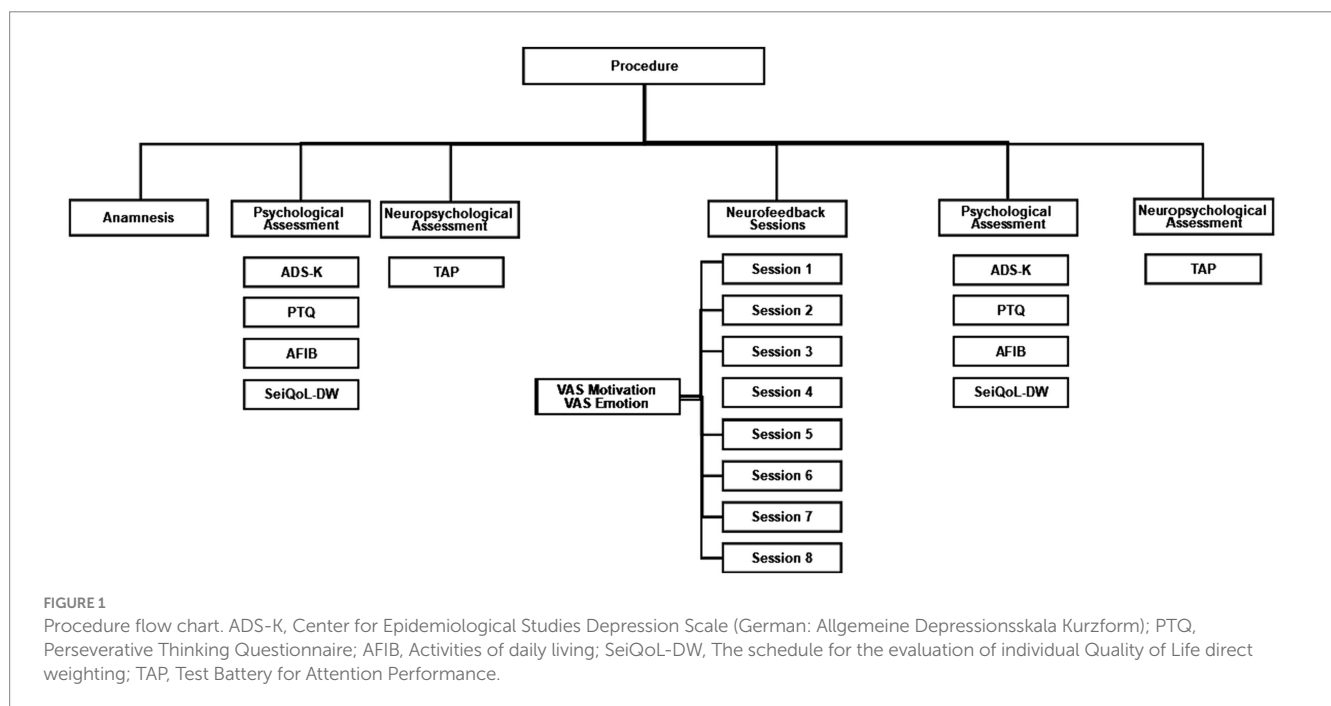 Procedure
Anamnesis
Psychological
Assessment
ADS-K
PTQ
AFIB
SeiQoL-DW
Neuropsychological
Assessment
TAP
Neurofeedback
Sessions
VAS Motivation
VAS Emotion
Session 1
Session 2
Session 3
Session 4
Session 5
Session 6
Session 7
Session 8
Psychological
Assessment
ADS-K
PTQ
AFIB
SeiQoL-DW
Neuropsychological
Assessment
TAP
FIGURE 1
Procedure flow chart. ADS-K, Center for Epidemiological Studies Depression Scale (German: Allgemeine Depressionsskala Kurzform); PTQ,
Perseverative Thinking Questionnaire; AFIB, Activities of daily living; SeiQoL-DW, The schedule for the evaluation of individual Quality of Life direct
weighting; TAP, Test Battery for Attention Performance.